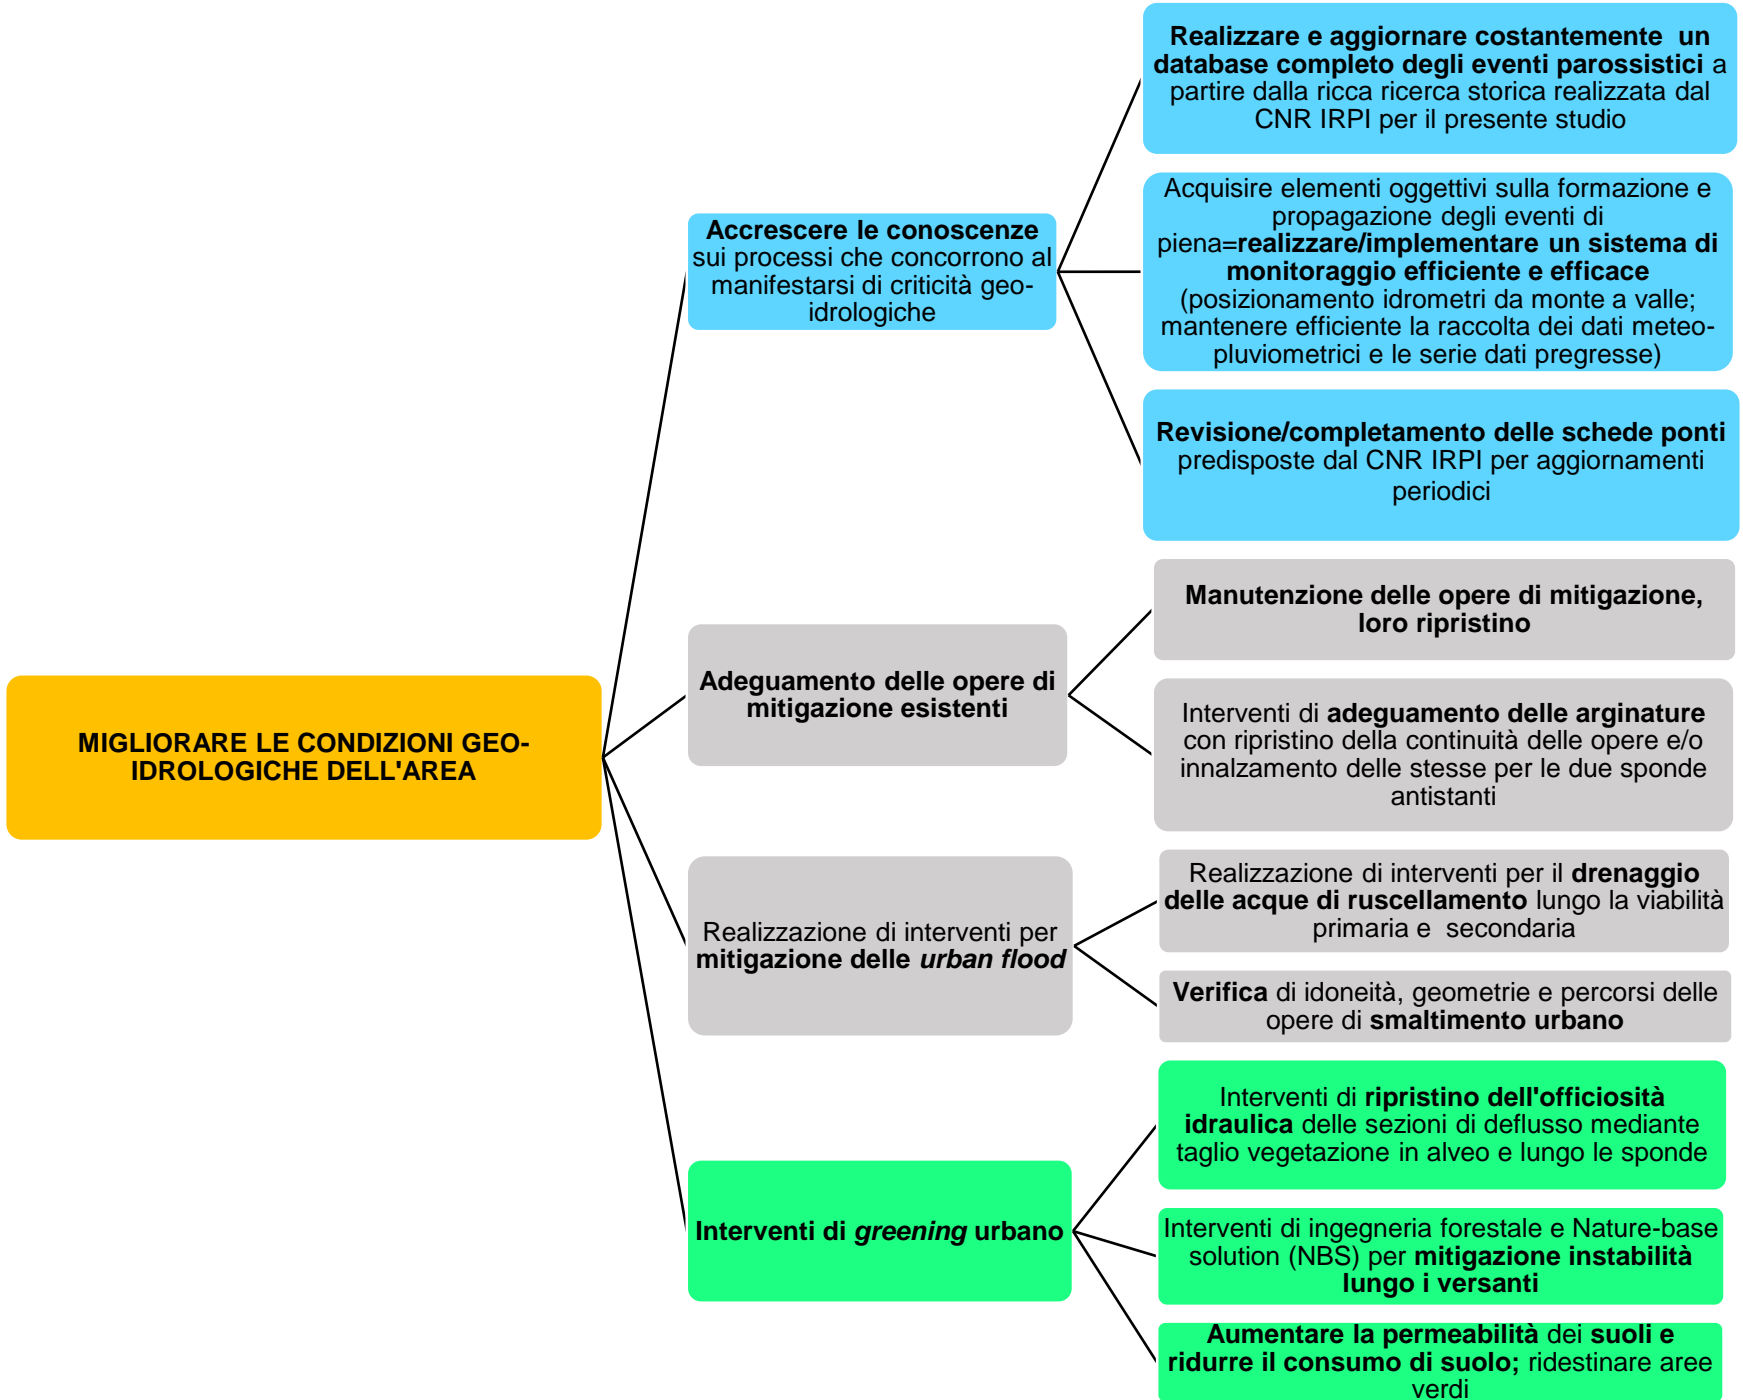 MIGLIORARE LE CONDIZIONI GEO-
IDROLOGICHE DELL'AREA
Accrescere le conoscenze
sui processi che concorrono al
manifestarsi di criticità geo-
idrologiche
Realizzare e aggiornare costantemente  un
database completo degli eventi parossistici a
partire dalla ricca ricerca storica realizzata dal
CNR IRPI per il presente studio
Acquisire elementi oggettivi sulla formazione e
propagazione degli eventi di
piena=realizzare/implementare un sistema di
monitoraggio efficiente e efficace
(posizionamento idrometri da monte a valle;
mantenere efficiente la raccolta dei dati meteo-
pluviometrici e le serie dati pregresse)
Revisione/completamento delle schede ponti
predisposte dal CNR IRPI per aggiornamenti
periodici
Adeguamento delle opere di
mitigazione esistenti
Manutenzione delle opere di mitigazione,
loro ripristino
Interventi di adeguamento delle arginature
con ripristino della continuità delle opere e/o
innalzamento delle stesse per le due sponde
antistanti
Realizzazione di interventi per
mitigazione delle urban flood
Realizzazione di interventi per il drenaggio
delle acque di ruscellamento lungo la viabilità
primaria e  secondaria
Verifica di idoneità, geometrie e percorsi delle
opere di smaltimento urbano
Interventi di greening urbano
Interventi di ripristino dell'officiosità
idraulica delle sezioni di deflusso mediante
taglio vegetazione in alveo e lungo le sponde
Interventi di ingegneria forestale e Nature-base
solution (NBS) per mitigazione instabilità
lungo i versanti
Aumentare la permeabilità dei suoli e
ridurre il consumo di suolo; ridestinare aree
verdi